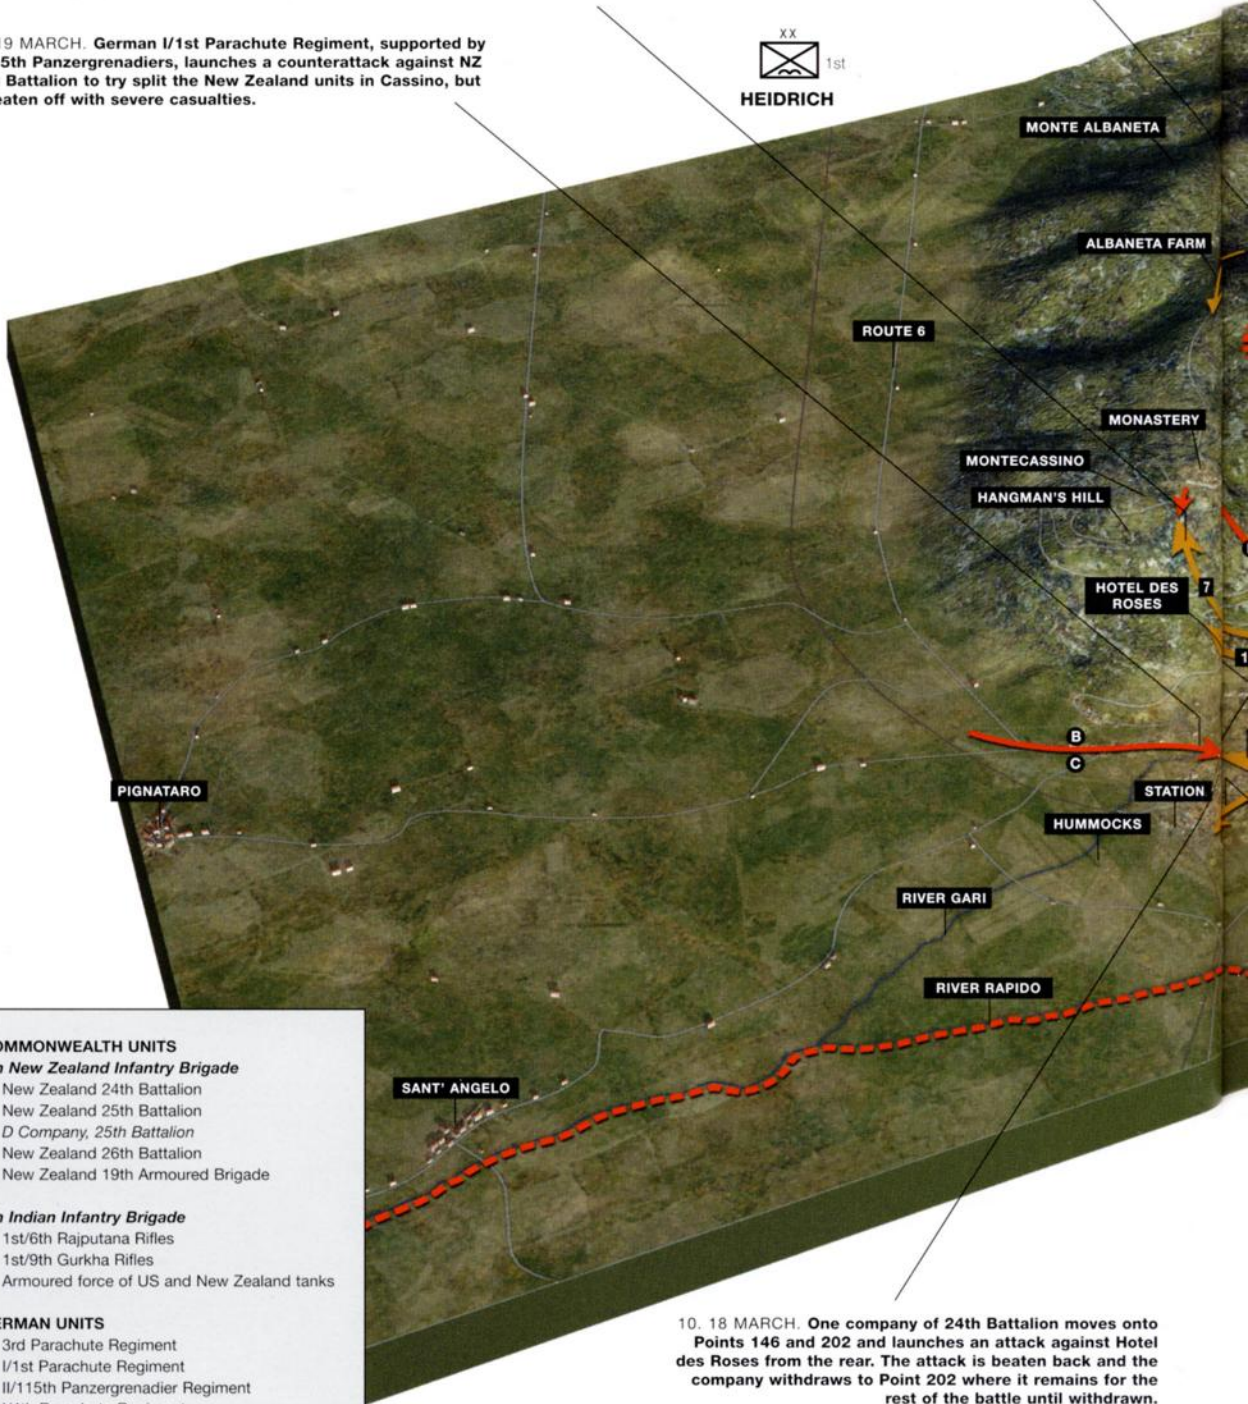 19 MARCH. German I/1st Parachute Regiment, supported by
5th Panzergrenadiers, launches a counterattack against NZ
Battalion to try split the New Zealand units in Cassino, but
eaten off with severe casualties.
XX
1st
HEIDRICH
MONTE ALBANETA
ALBANETA FARM
ROUTE 6
MONASTERY
MONTECASSINO
HANGMAN'S HILL
HOTEL DES
ROSES
7
1
B
C
PIGNATARO
STATION
HUMMOCKS
RIVER GARI
RIVER RAPIDO
SANT' ANGELO
OMMONWEALTH UNITS
h New Zealand Infantry Brigade
New Zealand 24th Battalion
New Zealand 25th Battalion
D Company, 25th Battalion
New Zealand 26th Battalion
New Zealand 19th Armoured Brigade
h Indian Infantry Brigade
1st/6th Rajputana Rifles
1st/9th Gurkha Rifles
Armoured force of US and New Zealand tanks
ERMAN UNITS
3rd Parachute Regiment
I/1st Parachute Regiment
II/115th Panzergrenadier Regiment
10. 18 MARCH. One company of 24th Battalion moves onto
Points 146 and 202 and launches an attack against Hotel
des Roses from the rear. The attack is beaten back and the
company withdraws to Point 202 where it remains for the
rest of the battle until withdrawn.